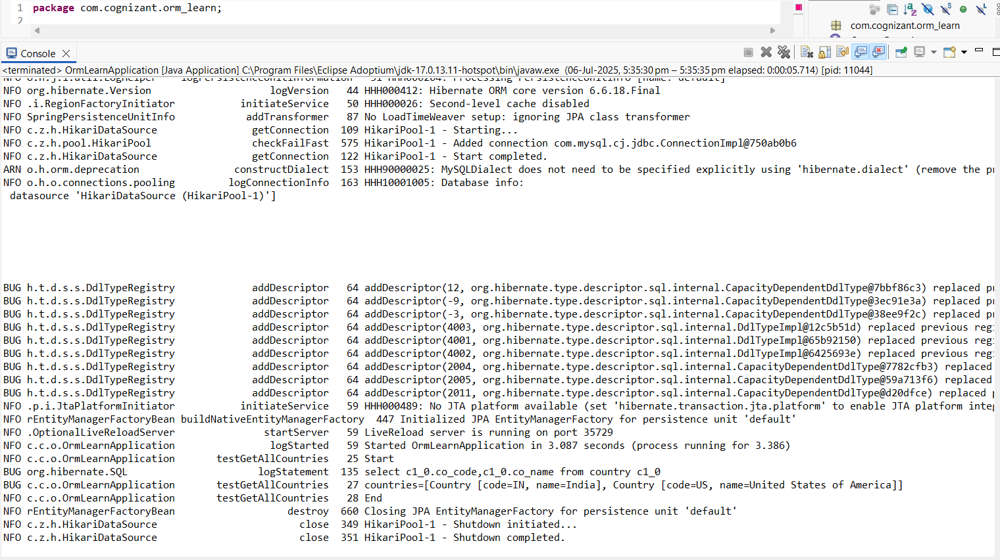 1 package com.cognizant.orm_learn;
2
com.cognizant.orm_learn
Console
<terminated> OrmLearnApplication [Java Application] C:\Program Files\Eclipse Adoptium\jdk-17.0.13.11-hotspot\bin\javaw.exe (06-Jul-2025, 5:35:30 pm – 5:35:35 pm elapsed: 0:00:05.714) [pid: 11044]
NFO o.h.j.i.util.LogHelper logPersistenceUnitInformation 31 HHH000204: Processing PersistenceUnitInfo [name: default]
NFO org.hibernate.Version logVersion 44 HHH000412: Hibernate ORM core version 6.6.18.Final
NFO .i.RegionFactoryInitiator initiateService 50 HHH000026: Second-level cache disabled
NFO SpringPersistenceUnitInfo addTransformer 87 No LoadTimeWeaver setup: ignoring JPA class transformer
NFO c.z.h.HikariDataSource getConnection 109 HikariPool-1 - Starting...
NFO c.z.h.pool.HikariPool checkFailFast 575 HikariPool-1 - Added connection com.mysql.cj.jdbc.ConnectionImpl@750ab0b6
NFO c.z.h.HikariDataSource getConnection 122 HikariPool-1 - Start completed.
ARN o.h.orm.deprecation constructDialect 153 HHH90000025: MySQLDialect does not need to be specified explicitly using 'hibernate.dialect' (remove the pr
NFO o.h.o.connections.pooling logConnectionInfo 163 HHH10001005: Database info:
datasource 'HikariDataSource (HikariPool-1)']
BUG h.t.d.s.s.DdlTypeRegistry addDescriptor 64 addDescriptor(12, org.hibernate.type.descriptor.sql.internal.CapacityDependentDdlType@7bbf86c3) replaced pr
BUG h.t.d.s.s.DdlTypeRegistry addDescriptor 64 addDescriptor(-9, org.hibernate.type.descriptor.sql.internal.CapacityDependentDdlType@3ec91e3a) replaced pr
BUG h.t.d.s.s.DdlTypeRegistry addDescriptor 64 addDescriptor(-3, org.hibernate.type.descriptor.sql.internal.CapacityDependentDdlType@38ee9f2c) replaced pr
BUG h.t.d.s.s.DdlTypeRegistry addDescriptor 64 addDescriptor(4003, org.hibernate.type.descriptor.sql.internal.DdlTypeImpl@12c5b51d) replaced previous regi
BUG h.t.d.s.s.DdlTypeRegistry addDescriptor 64 addDescriptor(4001, org.hibernate.type.descriptor.sql.internal.DdlTypeImpl@65b92150) replaced previous regi
BUG h.t.d.s.s.DdlTypeRegistry addDescriptor 64 addDescriptor(4002, org.hibernate.type.descriptor.sql.internal.DdlTypeImpl@6425693e) replaced previous regi
BUG h.t.d.s.s.DdlTypeRegistry addDescriptor 64 addDescriptor(2004, org.hibernate.type.descriptor.sql.internal.CapacityDependentDdlType@7782cfb3) replaced
BUG h.t.d.s.s.DdlTypeRegistry addDescriptor 64 addDescriptor(2005, org.hibernate.type.descriptor.sql.internal.CapacityDependentDdlType@59a713f6) replaced
BUG h.t.d.s.s.DdlTypeRegistry addDescriptor 64 addDescriptor(2011, org.hibernate.type.descriptor.sql.internal.CapacityDependentDdlType@d20dfce) replaced p
NFO .p.i.JtaPlatformInitiator initiateService 59 HHH000489: No JTA platform available (set 'hibernate.transaction.jta.platform' to enable JTA platform integ
NFO rEntityManagerFactoryBean buildNativeEntityManagerFactory 447 Initialized JPA EntityManagerFactory for persistence unit 'default'
NFO .OptionalLiveReloadServer startServer 59 LiveReload server is running on port 35729
NFO c.c.o.OrmLearnApplication logStarted 59 Started OrmLearnApplication in 3.087 seconds (process running for 3.386)
NFO c.c.o.OrmLearnApplication testGetAllCountries 25 Start
BUG org.hibernate.SQL logStatement 135 select c1_0.co_code,c1_0.co_name from country c1_0
BUG c.c.o.OrmLearnApplication testGetAllCountries 27 countries=[Country [code=IN, name=India], Country [code=US, name=United States of America]]
NFO c.c.o.OrmLearnApplication testGetAllCountries 28 End
NFO rEntityManagerFactoryBean destroy 660 Closing JPA EntityManagerFactory for persistence unit 'default'
NFO c.z.h.HikariDataSource close 349 HikariPool-1 - Shutdown initiated...
NFO c.z.h.HikariDataSource close 351 HikariPool-1 - Shutdown completed.